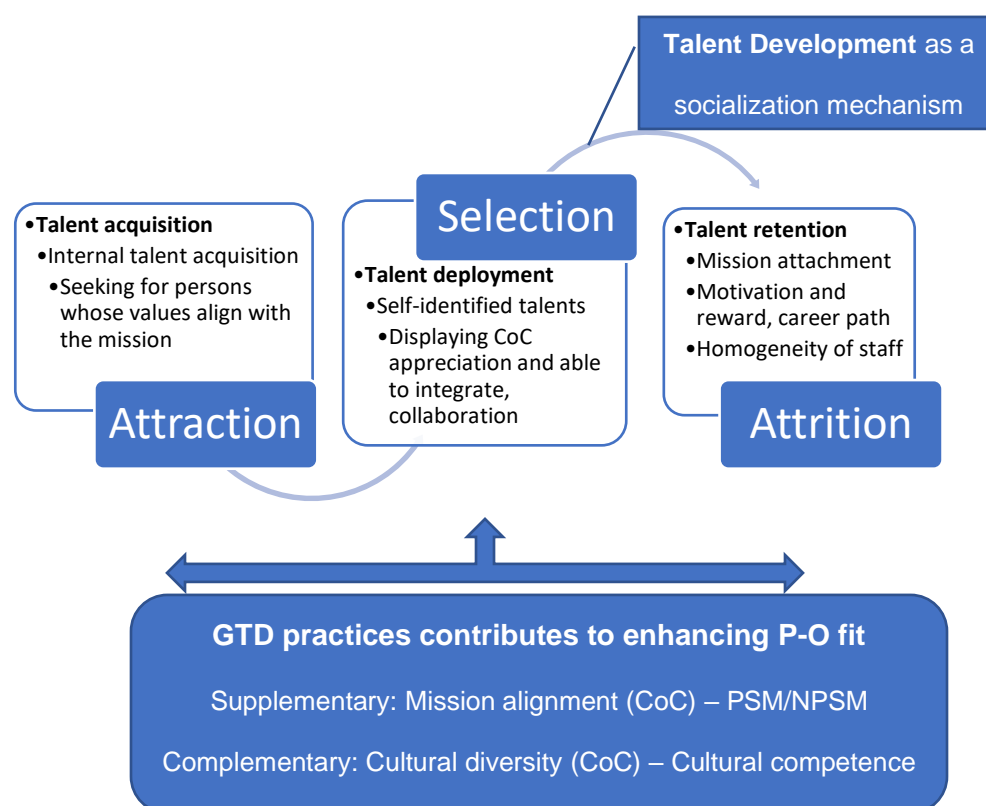 Talent Development as a
socialization mechanism
•Talent acquisition
•Internal talent acquisition
•Seeking for persons
whose values align with
the mission
Attraction
Selection
•Talent deployment
•Self-identified talents
•Displaying CoC
appreciation and able
to integrate,
collaboration
•Talent retention
•Mission attachment
•Motivation and
reward, career path
•Homogeneity of staff
Attrition
GTD practices contributes to enhancing P-O fit
Supplementary: Mission alignment (CoC) – PSM/NPSM
Complementary: Cultural diversity (CoC) – Cultural competence